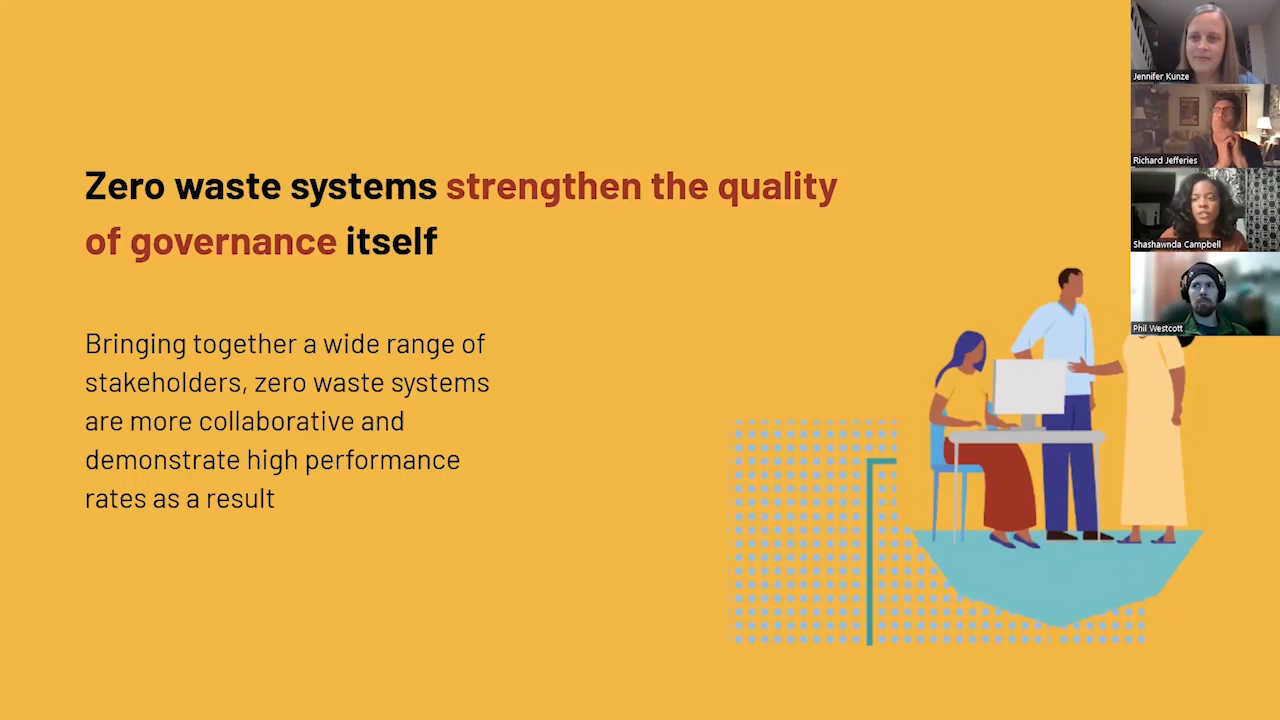 Zero waste systems strengthen the quality
of governance itself
Bringing together a wide range of
stakeholders, zero waste systems
are more collaborative and
demonstrate high performance
rates as a result
Jennifer Kunze
Richard Jefferies
Shashawnda Campbell
Phil Westcott